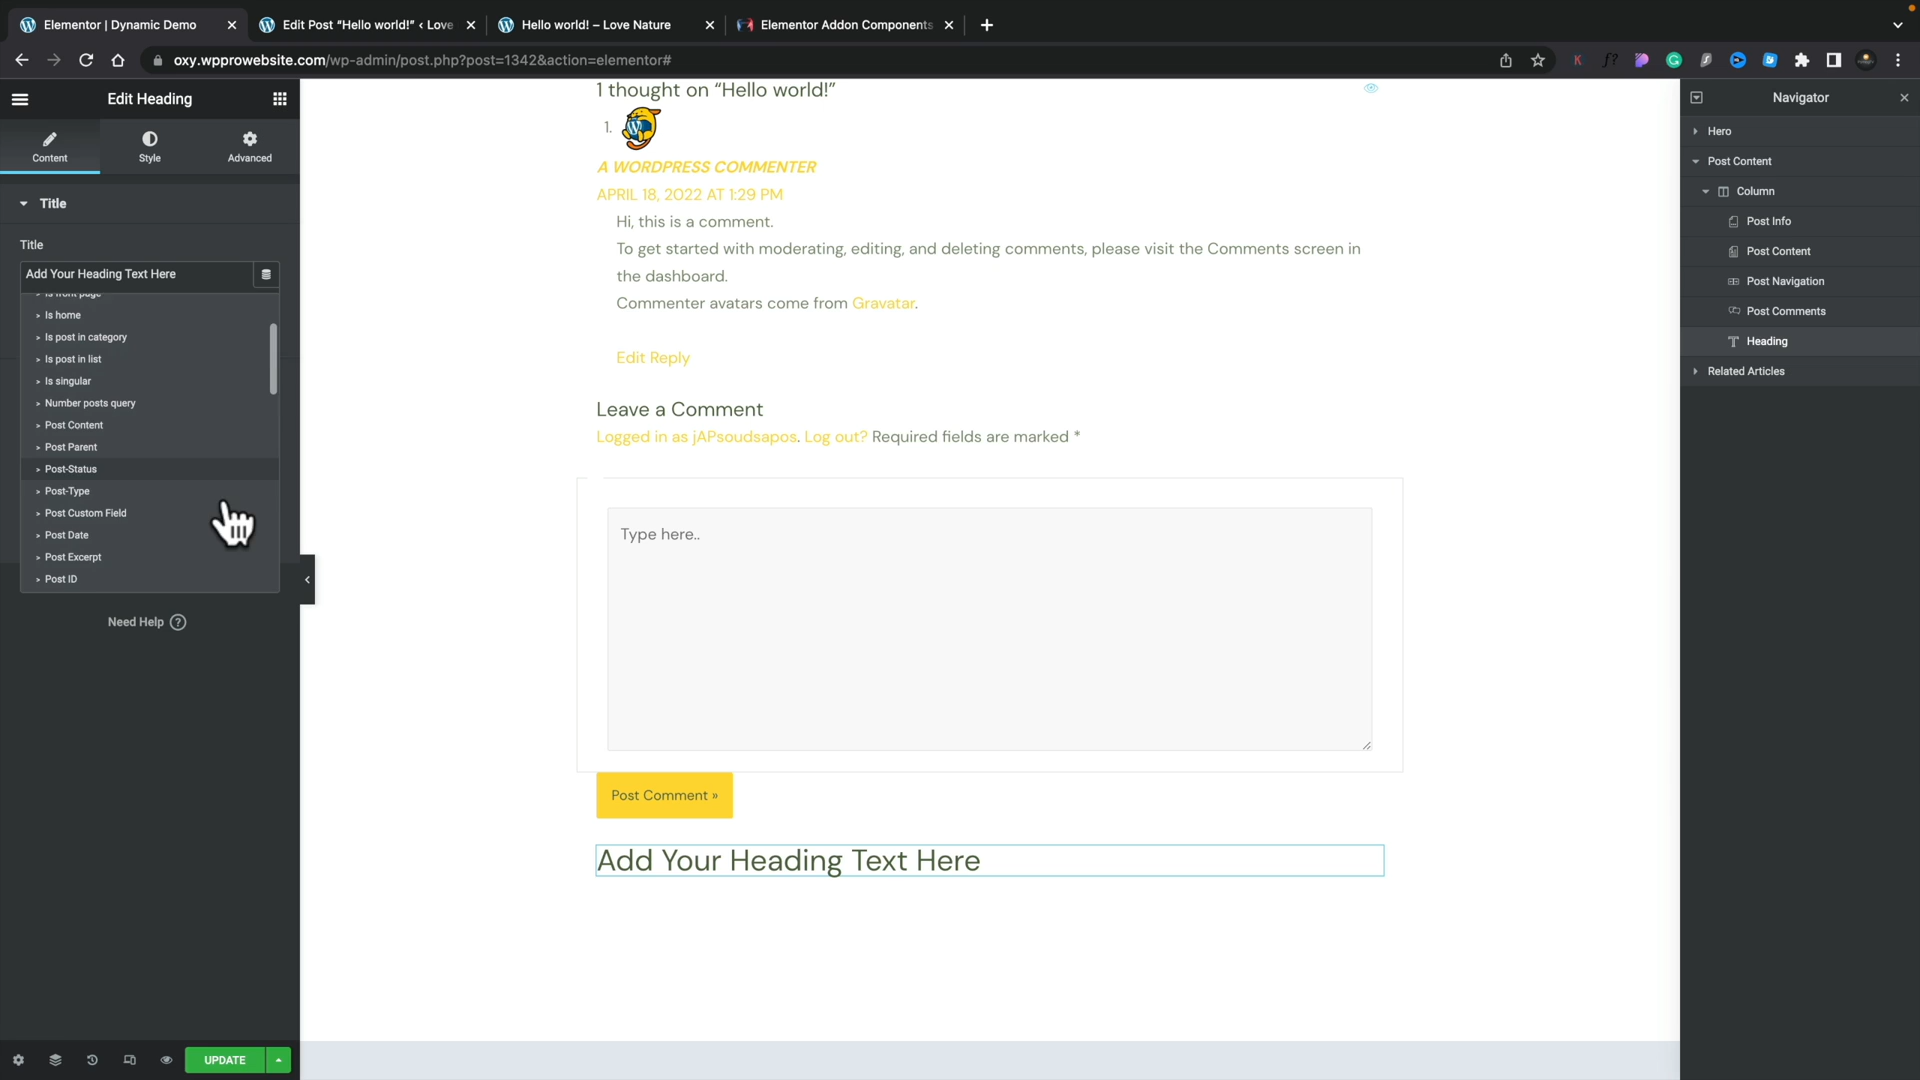 Elementor | Dynamic Demo
Edit Post “Hello world!” ‹ Love
Hello world! – Love Nature
Elementor Addon Components
oxy.wpprowebsite.com/wp-admin/post.php?post=1342&action=elementor#
Edit Heading
Content
Style
Advanced
Title
Title
Add Your Heading Text Here
Is front page
Is home
Is post in category
Is post in list
Is singular
Number posts query
Post Content
Post Parent
Post-Status
Post-Type
Post Custom Field
Post Date
Post Excerpt
Post ID
Need Help ?
UPDATE
1 thought on “Hello world!”
1.
A WORDPRESS COMMENTER
APRIL 18, 2022 AT 1:29 PM
Hi, this is a comment.
To get started with moderating, editing, and deleting comments, please visit the Comments screen in
the dashboard.
Commenter avatars come from Gravatar.
Edit Reply
Leave a Comment
Logged in as jAPsoudsapos. Log out? Required fields are marked *
Type here..
Post Comment »
Add Your Heading Text Here
Navigator
Hero
Post Content
Column
Post Info
Post Content
Post Navigation
Post Comments
Heading
Related Articles